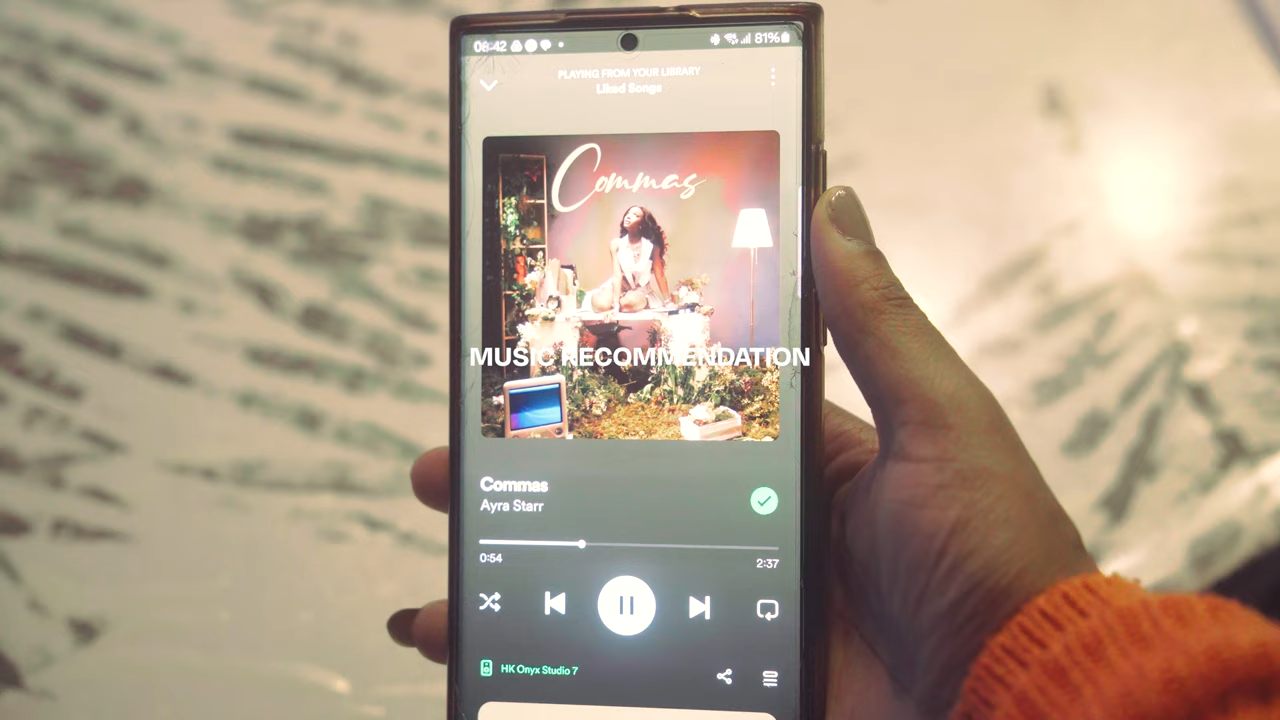 08:42
81%
PLAYING FROM YOUR LIBRARY
Liked Songs
Commas
MUSIC RECOMMENDATION
Commas
Ayra Starr
0:54
2:37
HK Onyx Studio 7